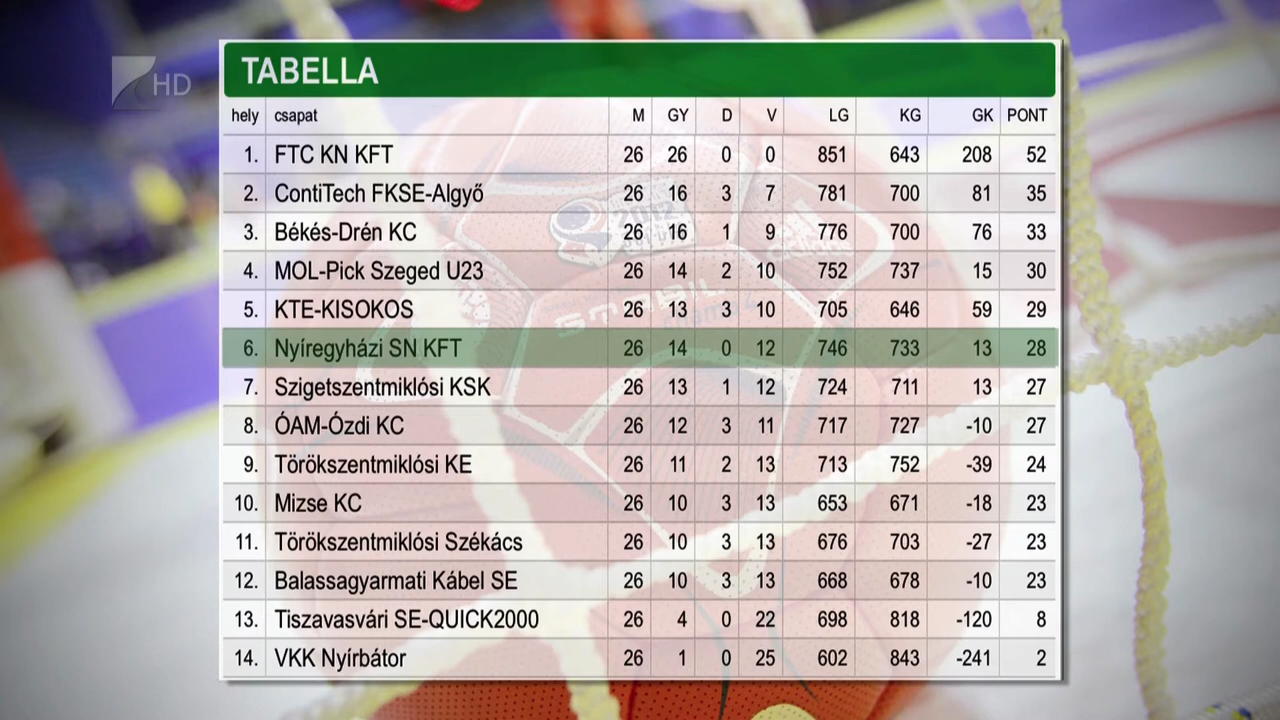 HD
TABELLA
hely csapat M GY D V LG KG GK PONT
1. FTC KN KFT 26 26 0 0 851 643 208 52
2. ContiTech FKSE-Algyő 26 16 3 7 781 700 81 35
3. Békés-Drén KC 26 16 1 9 776 700 76 33
4. MOL-Pick Szeged U23 26 14 2 10 752 737 15 30
5. KTE-KISOKOS 26 13 3 10 705 646 59 29
6. Nyíregyházi SN KFT 26 14 0 12 746 733 13 28
7. Szigetszentmiklósi KSK 26 13 1 12 724 711 13 27
8. ÓAM-Ózdi KC 26 12 3 11 717 727 -10 27
9. Törökszentmiklósi KE 26 11 2 13 713 752 -39 24
10. Mizse KC 26 10 3 13 653 671 -18 23
11. Törökszentmiklósi Székács 26 10 3 13 676 703 -27 23
12. Balassagyarmati Kábel SE 26 10 3 13 668 678 -10 23
13. Tiszavasvári SE-QUICK2000 26 4 0 22 698 818 -120 8
14. VKK Nyírbátor 26 1 0 25 602 843 -241 2